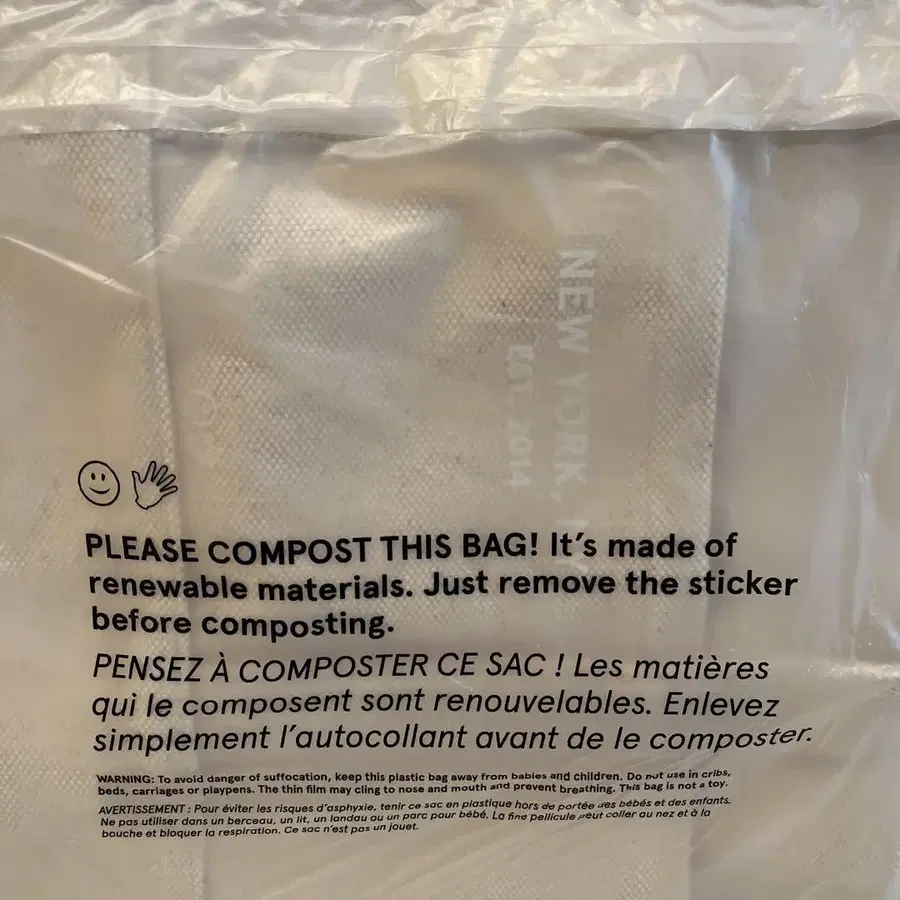 NEW YORK,
EST. 2014
PLEASE COMPOST THIS BAG! It's made of
renewable materials. Just remove the sticker
before composting.
PENSEZ À COMPOSTER CE SAC ! Les matières
qui le composent sont renouvelables. Enlevez
simplement l'autocollant avant de le composter.
WARNING: To avoid danger of suffocation, keep this plastic bag away from babies and children. Do not use in cribs,
beds, carriages or playpens. The thin film may cling to nose and mouth and prevent breathing. This bag is not a toy.
AVERTISSEMENT : Pour éviter les risques d'asphyxie, tenir ce sac en plastique hors de portée des bébés et des enfants.
Ne pas utiliser dans un berceau, un lit, un landau ou un parc pour bébé. La fine pellicule peut coller au nez et à la
bouche et bloquer la respiration. Ce sac n'est pas un jouet.